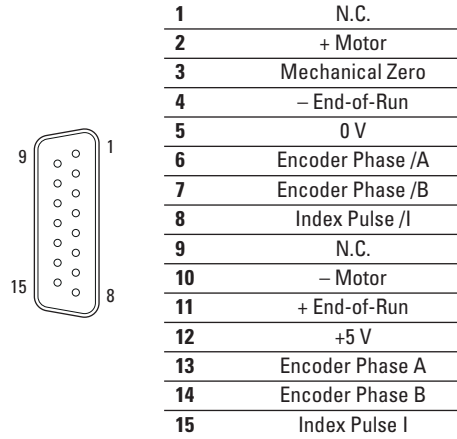 9
1
15
8
1 N.C.
2 + Motor
3 Mechanical Zero
4 – End-of-Run
5 0 V
6 Encoder Phase /A
7 Encoder Phase /B
8 Index Pulse /I
9 N.C.
10 – Motor
11 + End-of-Run
12 +5 V
13 Encoder Phase A
14 Encoder Phase B
15 Index Pulse I